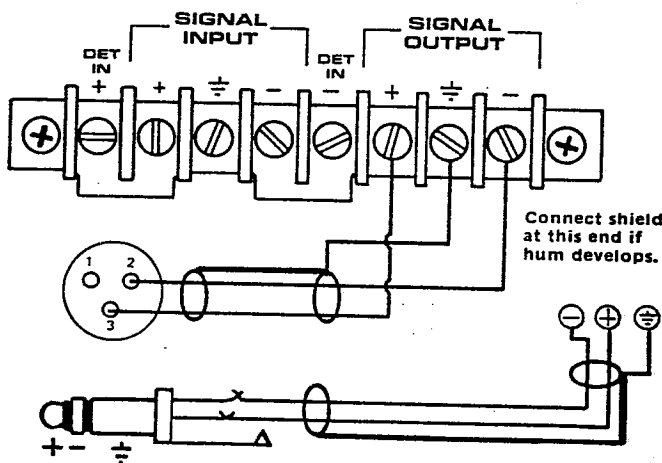 SIGNAL
INPUT
SIGNAL
OUTPUT
DET
IN
DET
IN
+ + ⏚ − − + ⏚ −
Connect shield
at this end if
hum develops.
1 2
3
− + ⏚
+ − ⏚